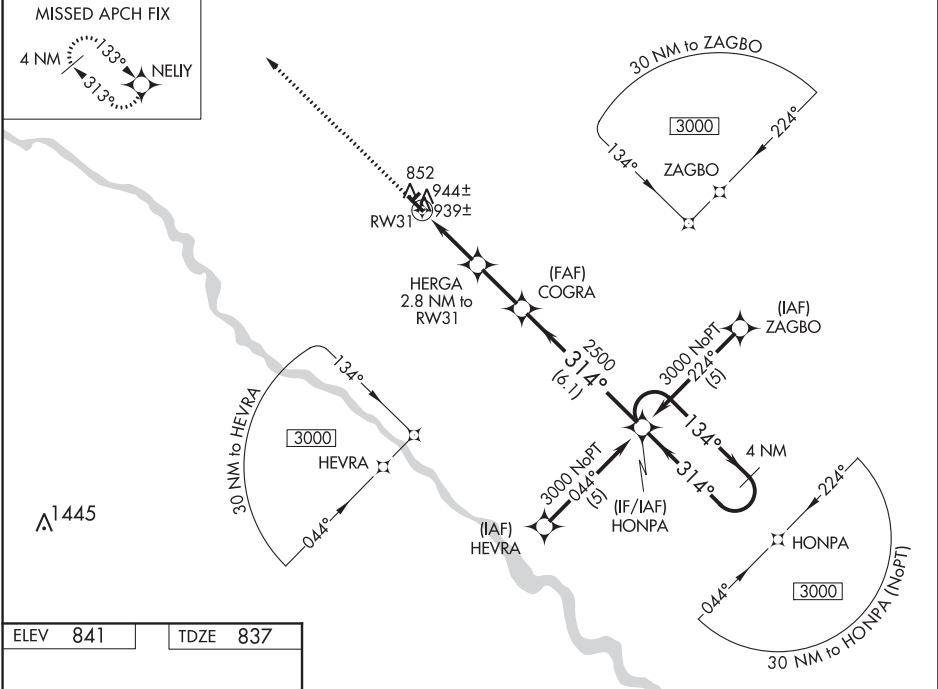 MISSED APCH FIX
4 NM
133°
313°
NELIY
30 NM to ZAGBO
3000
134°
224°
ZAGBO
852
944±
939±
RW31
HERGA
2.8 NM to
RW31
(FAF)
COGRA
(IAF)
ZAGBO
3000 NoPT
224°
(5)
2500
314°
(6.1)
134°
4 NM
314°
30 NM to HEVRA
134°
3000
HEVRA
044°
1445
3000 NoPT
044°
(5)
(IAF)
HEVRA
(IF/IAF)
HONPA
224°
HONPA
044°
3000
30 NM to HONPA (NoPT)
ELEV 841
TDZE 837